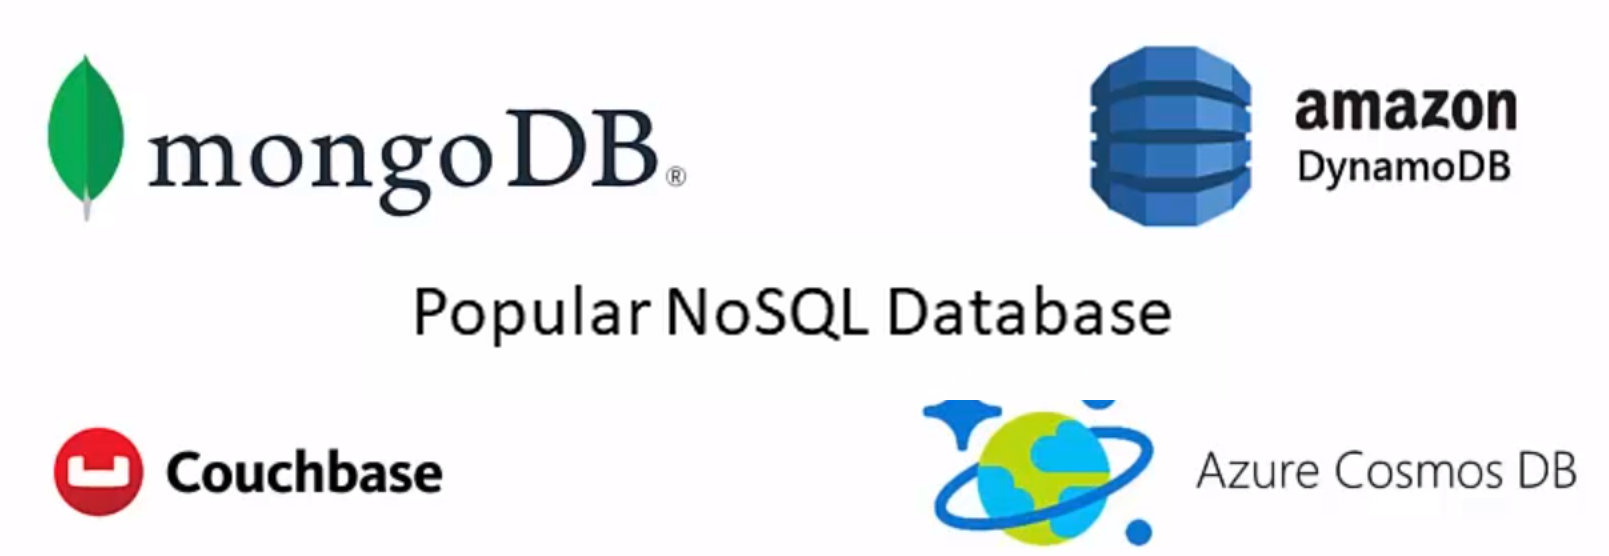 mongoDB®
amazon
DynamoDB
Popular NoSQL Database
Couchbase
Azure Cosmos DB